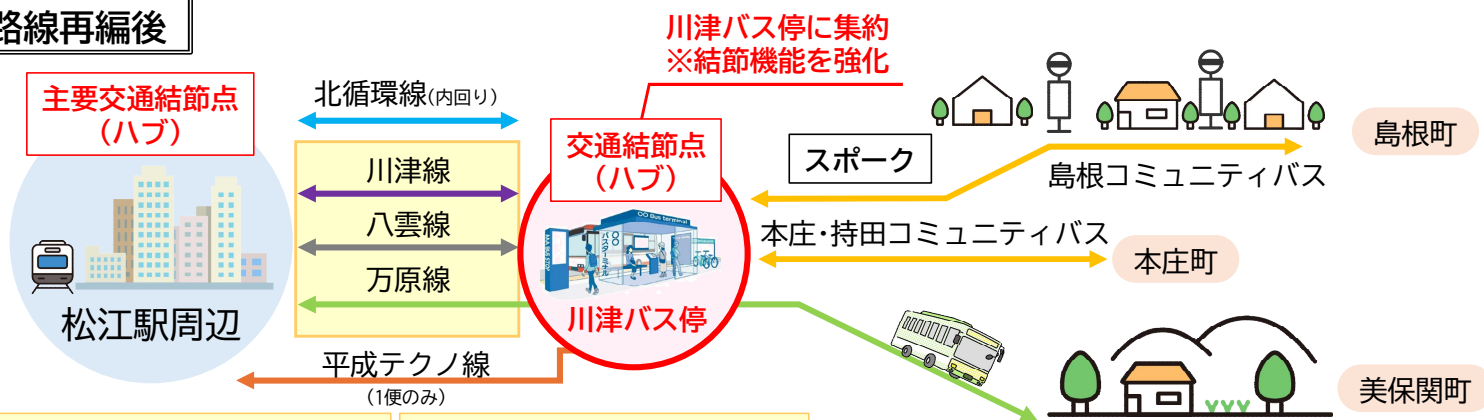 路線再編後
川津バス停に集約
※結節機能を強化
主要交通結節点
(ハブ)
北循環線(内回り)
川津線
八雲線
万原線
平成テクノ線
(1便のみ)
松江駅周辺
交通結節点
(ハブ)
〇〇 Bus terminal
川津バス停
スポーク
島根コミュニティバス
島根町
本庄・持田コミュニティバス
本庄町
美保関町